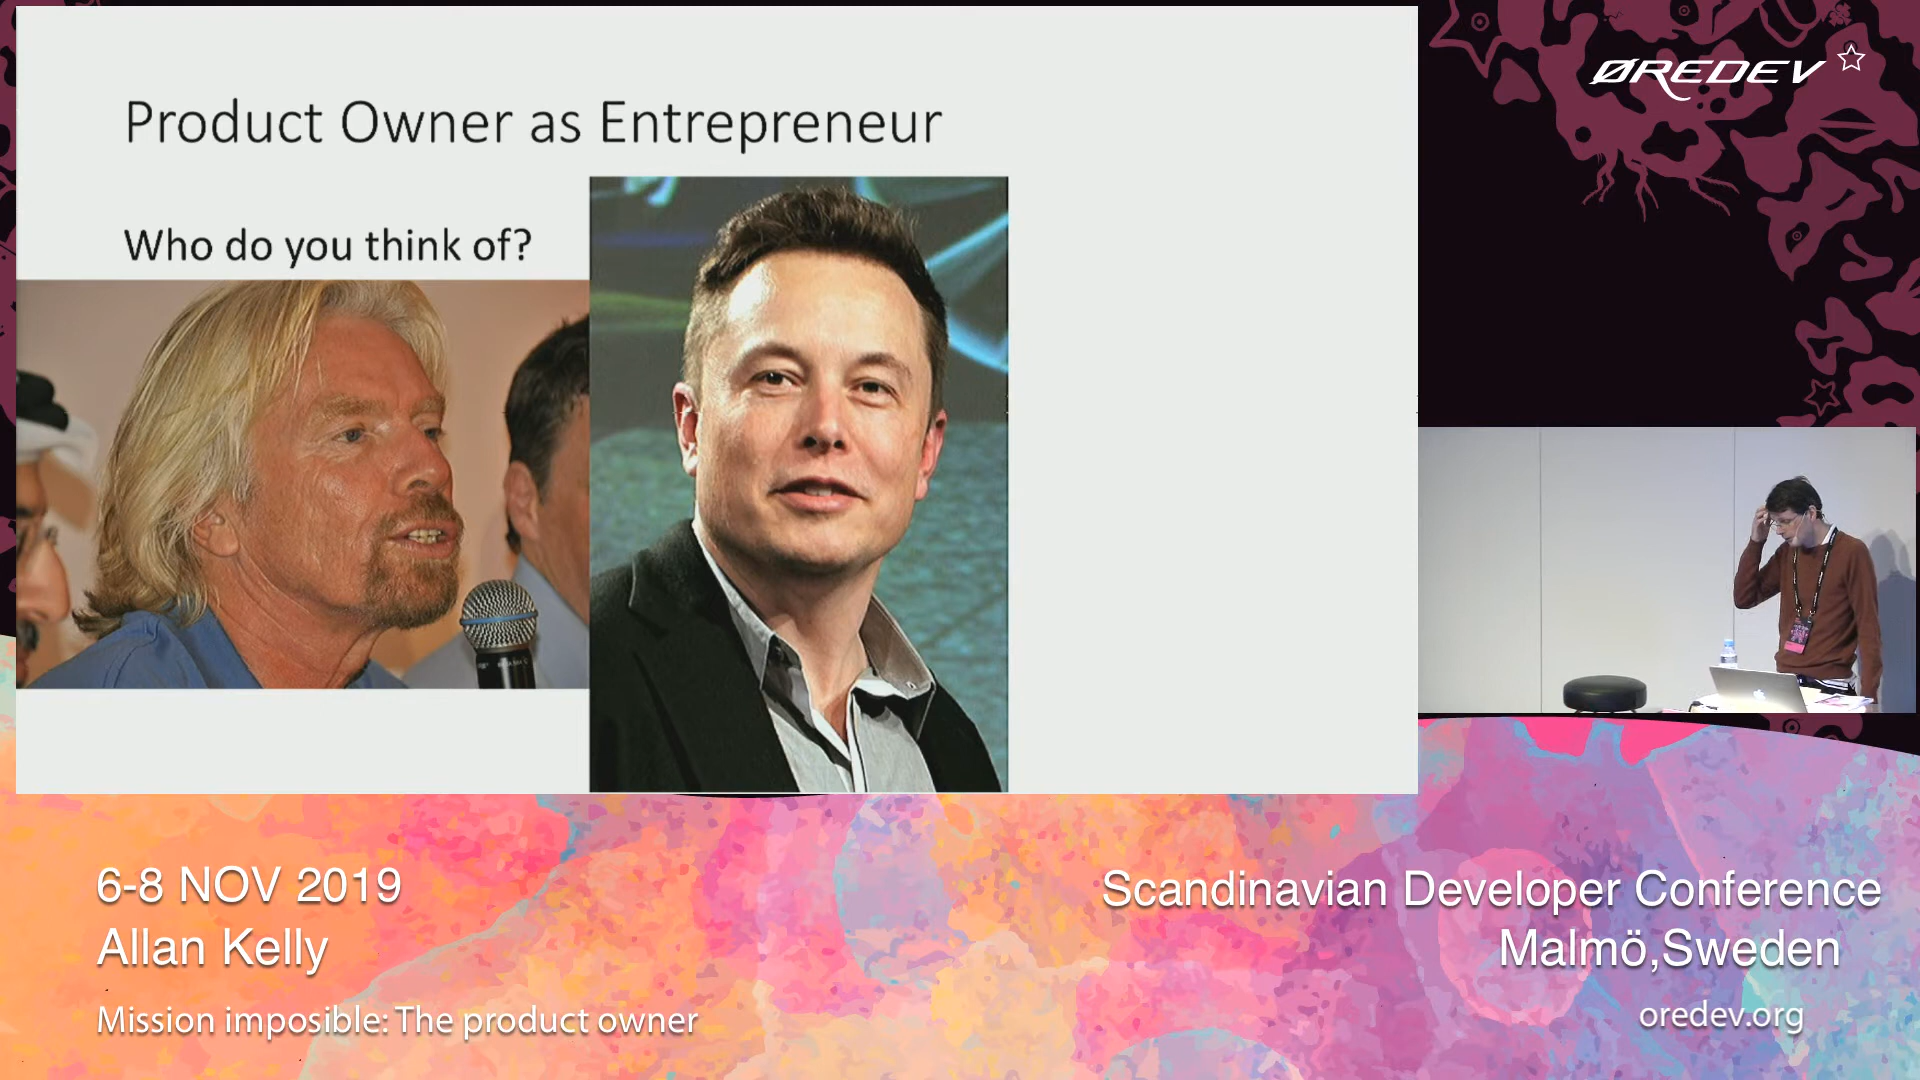 Product Owner as Entrepreneur
Who do you think of?
ØREDEV
6-8 NOV 2019
Allan Kelly
Mission imposible: The product owner
Scandinavian Developer Conference
Malmö,Sweden
oredev.org